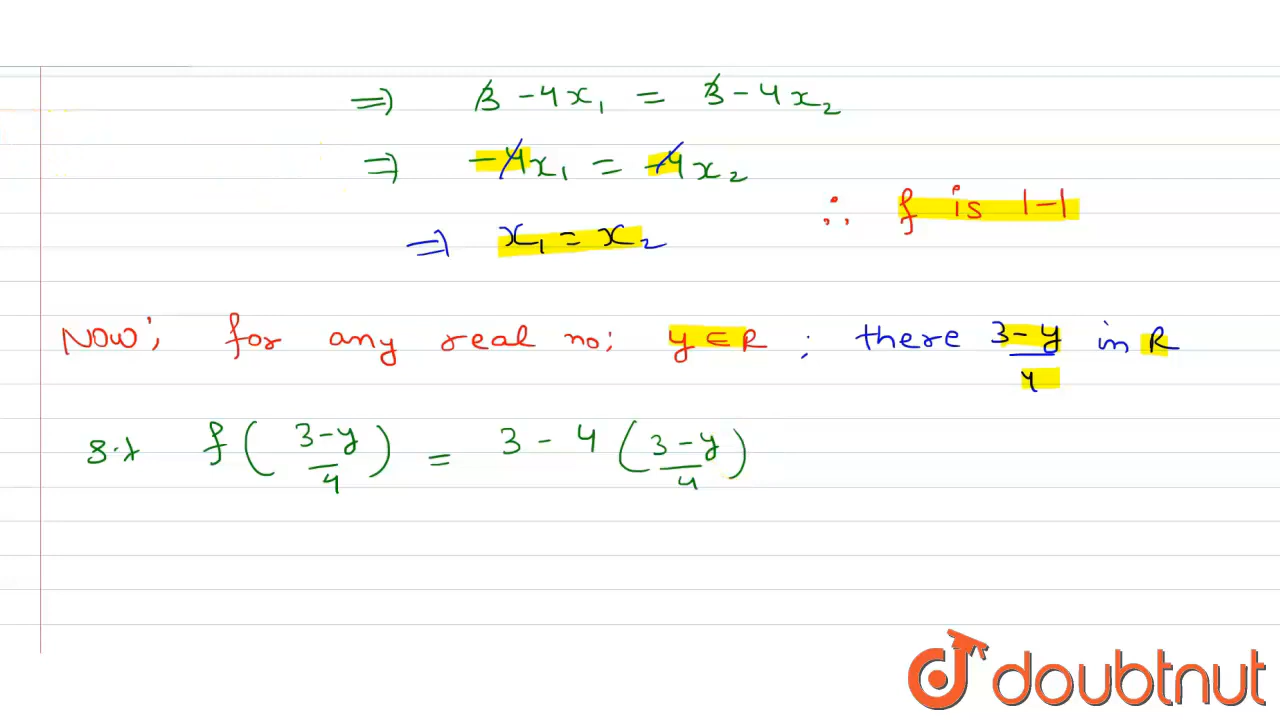 ⇒ 3 - 4x₁ = 3 - 4x₂
⇒ -4x₁ = -4x₂
∴ f is 1-1
⇒ x₁ = x₂
Now; for any real no; y ∈ R ; there (3-y)/4 in R
s.t f((3-y)/4) = 3 - 4((3-y)/4)
doubtnut